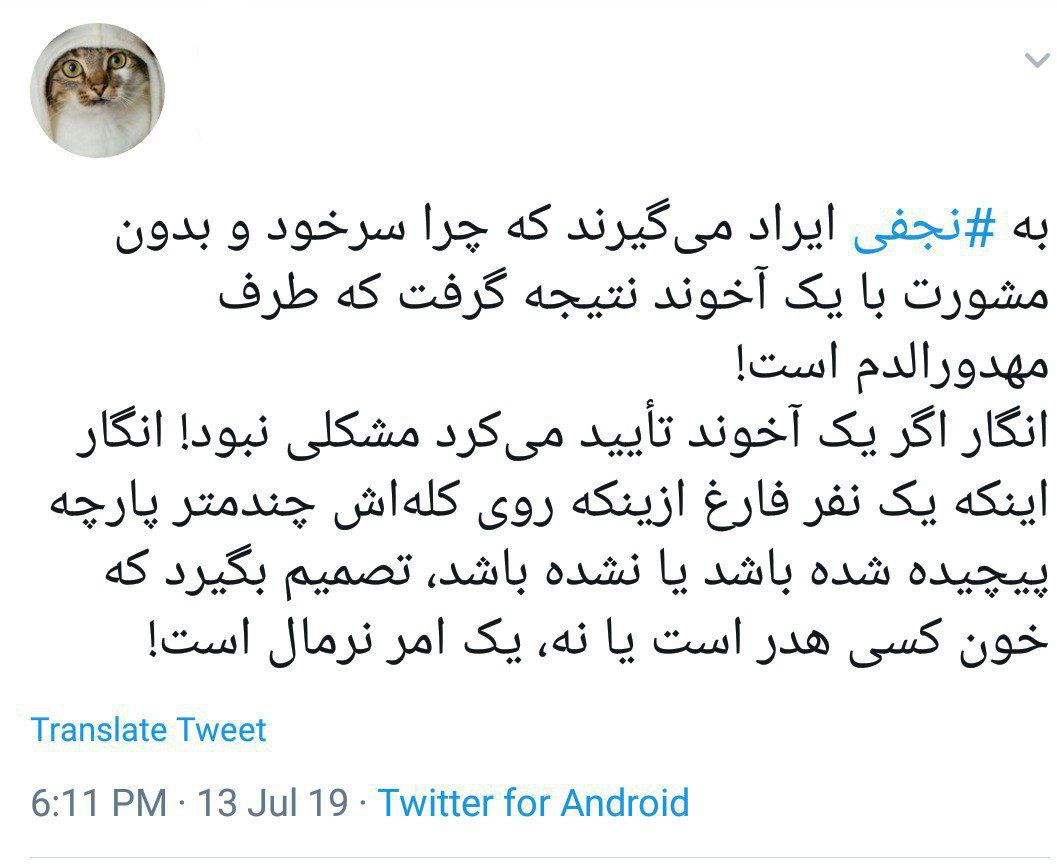 به #نجفی ایراد می‌گیرند که چرا سرخود و بدون
مشورت با یک آخوند نتیجه گرفت که طرف
مهدورالدم است!
انگار اگر یک آخوند تأیید می‌کرد مشکلی نبود! انگار
اینکه یک نفر فارغ ازینکه روی کله‌اش چندمتر پارچه
پیچیده شده باشد یا نشده باشد، تصمیم بگیرد که
خون کسی هدر است یا نه، یک امر نرمال است!
Translate Tweet
6:11 PM · 13 Jul 19 · Twitter for Android